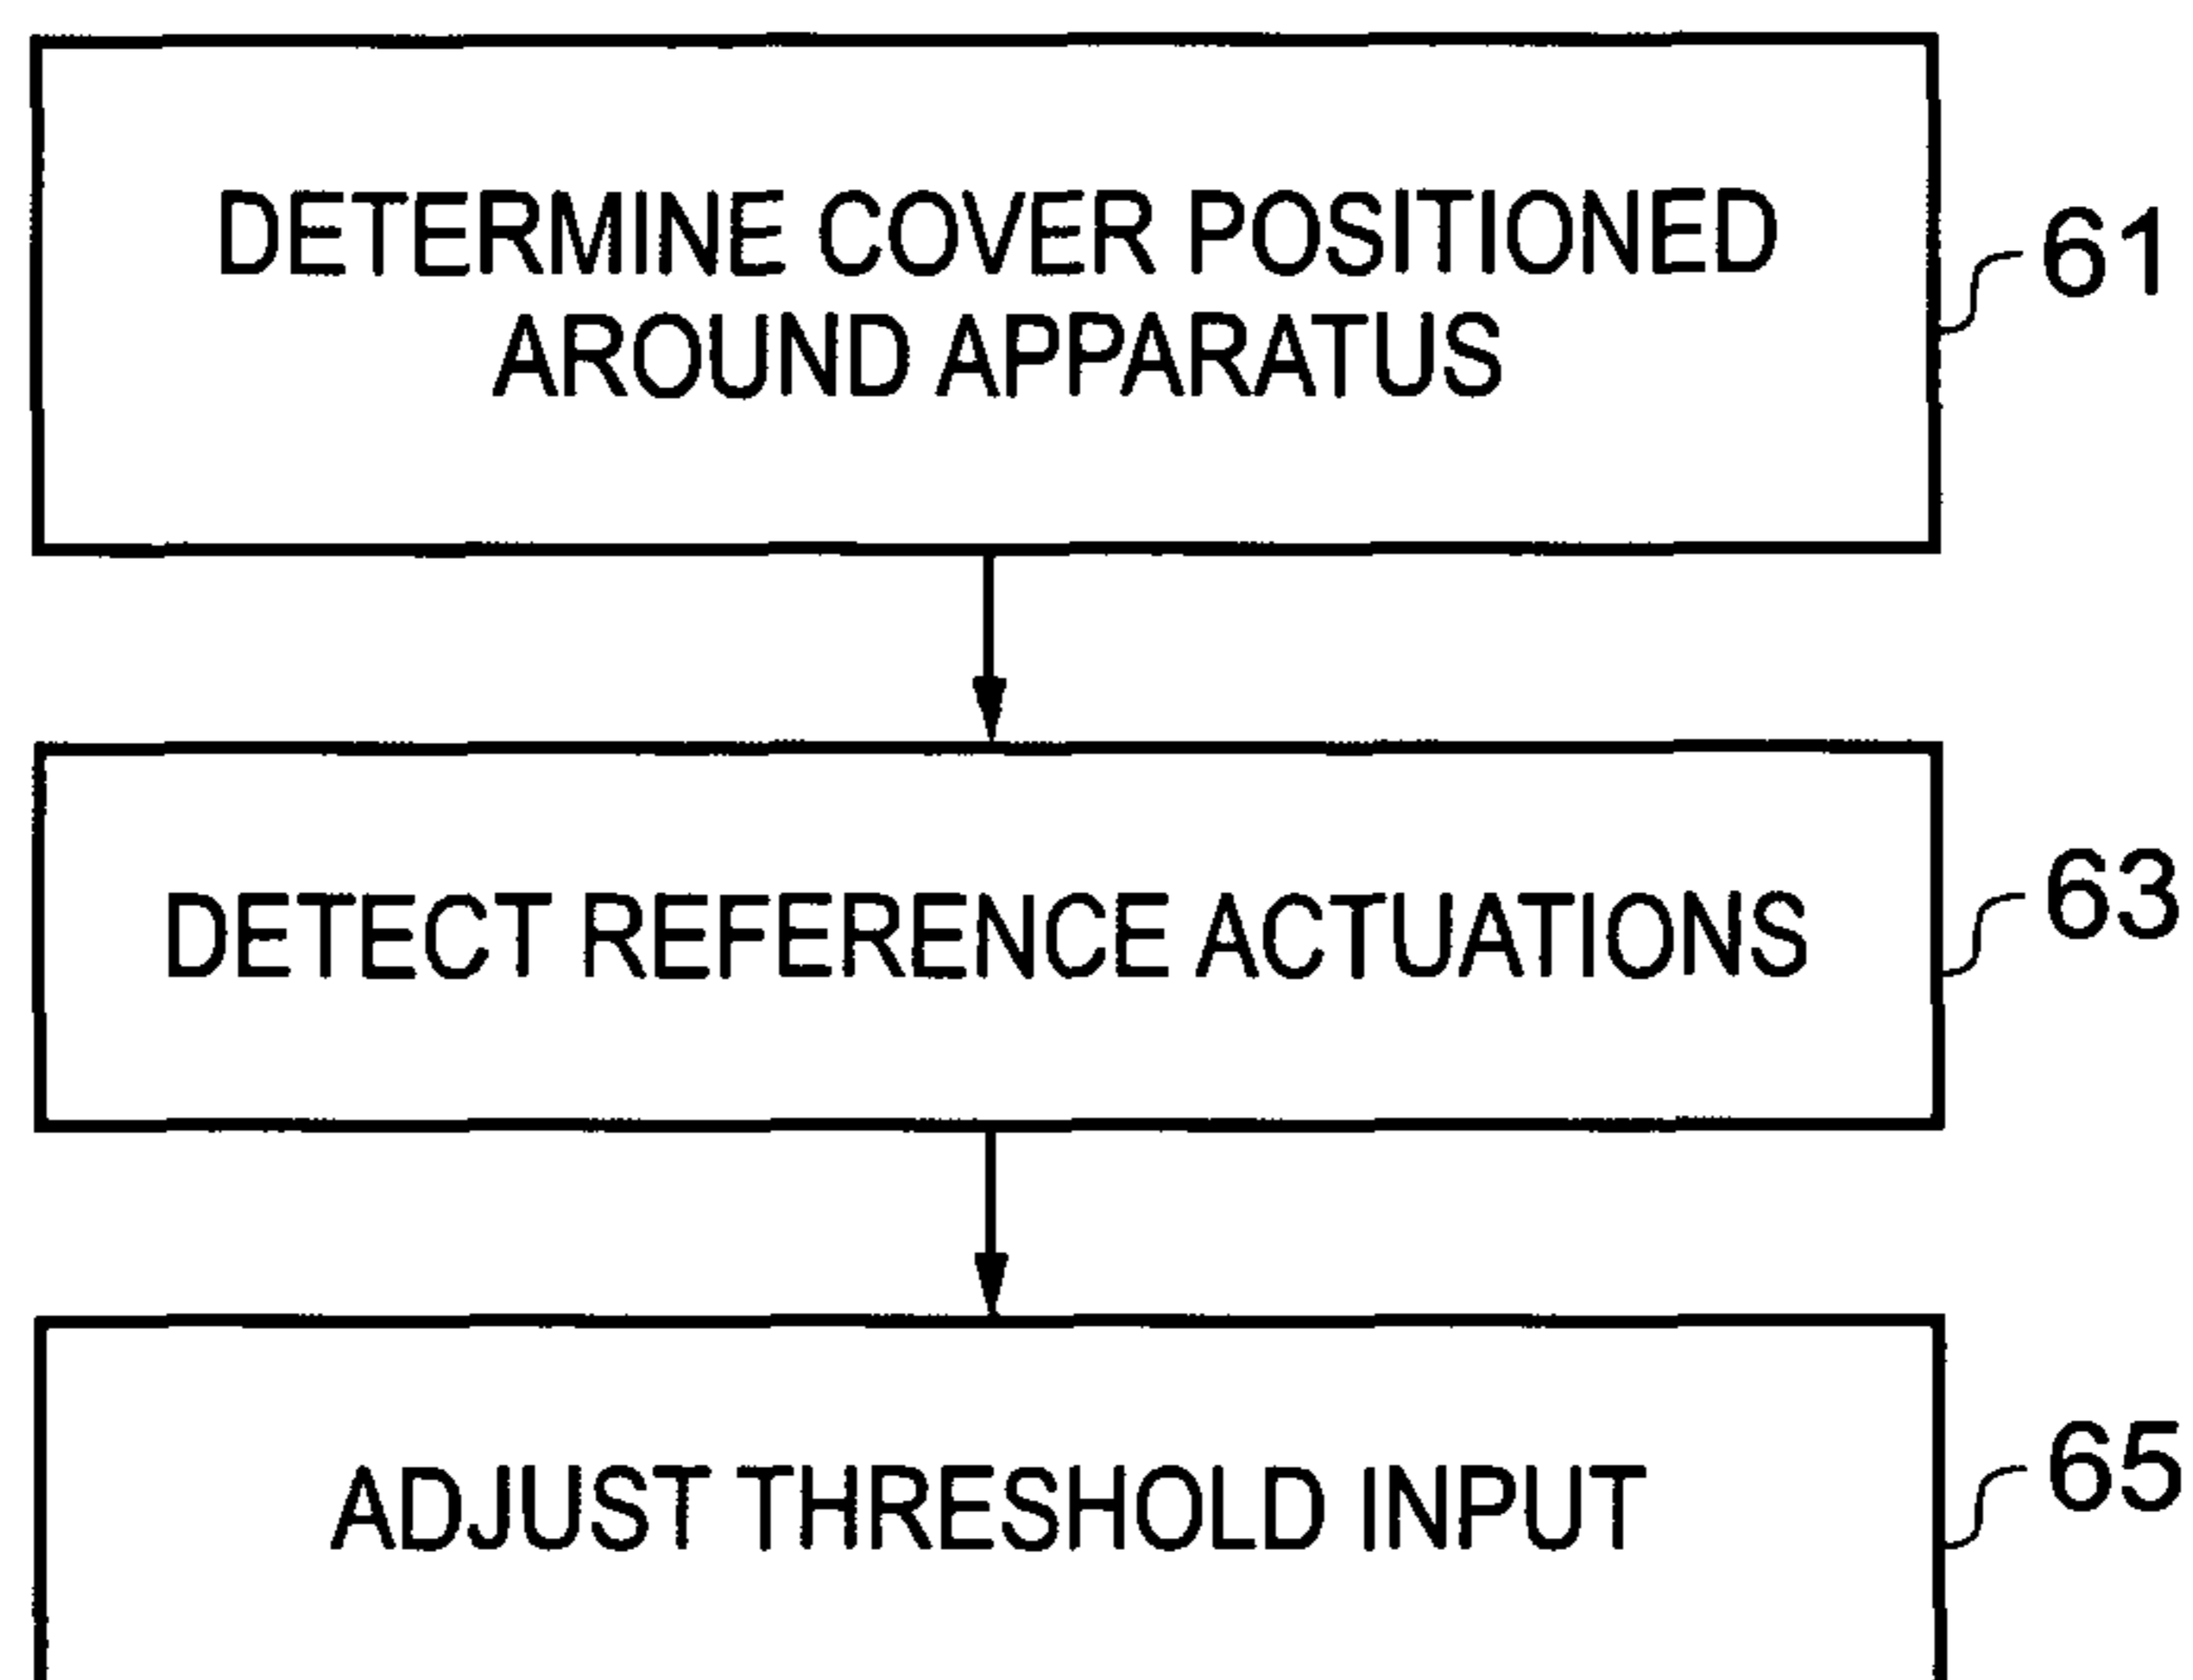 DETERMINE COVER POSITIONED
AROUND APPARATUS
61
DETECT REFERENCE ACTUATIONS
63
ADJUST THRESHOLD INPUT
65